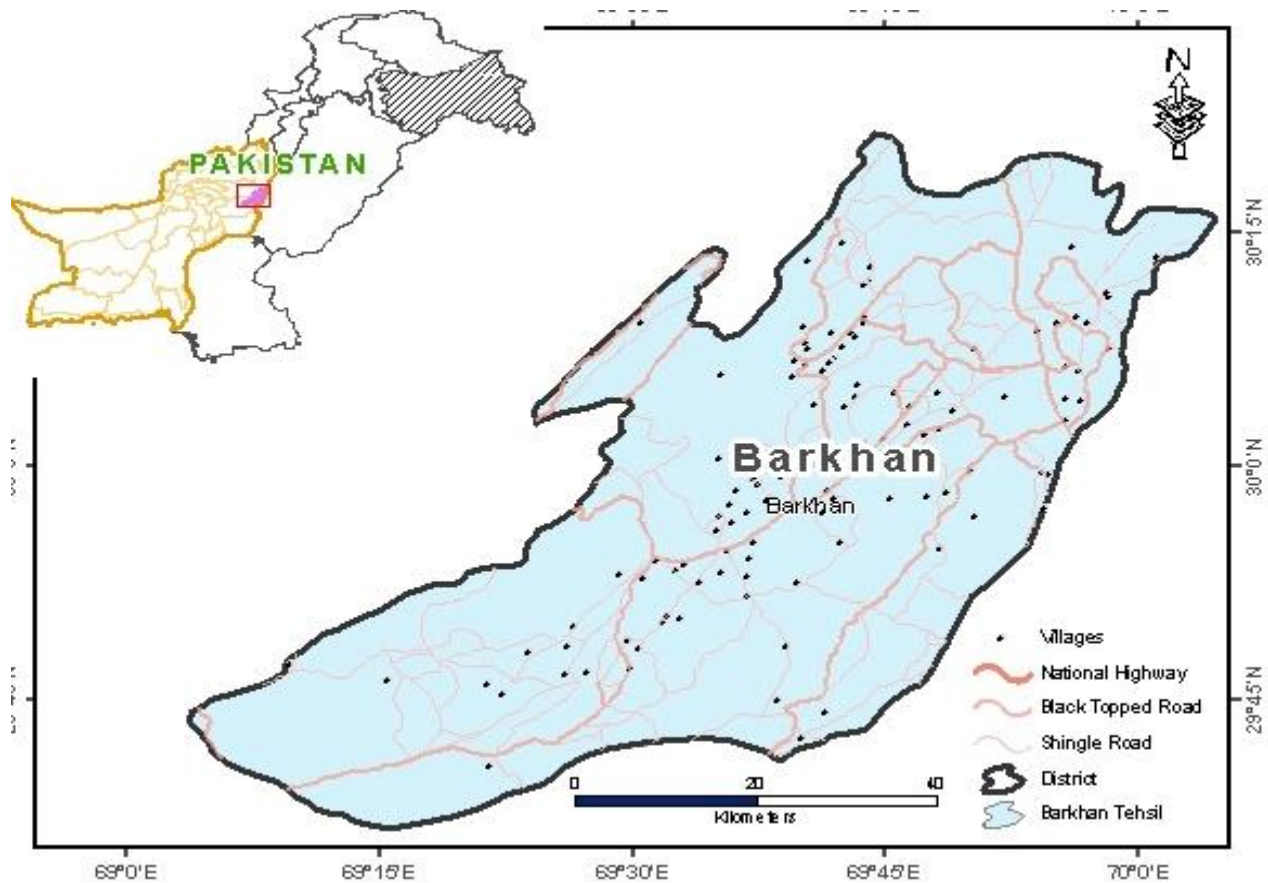 N
PAKISTAN
30°15'N
Barkhan
30°0'N
Barkhan
Villages
National Highway
29°45'N
Black Topped Road
Shingle Road
0 20 40
District
Kilometers
Barkhan Tehsil
69°0'E 69°15'E 69°30'E 69°45'E 70°0'E